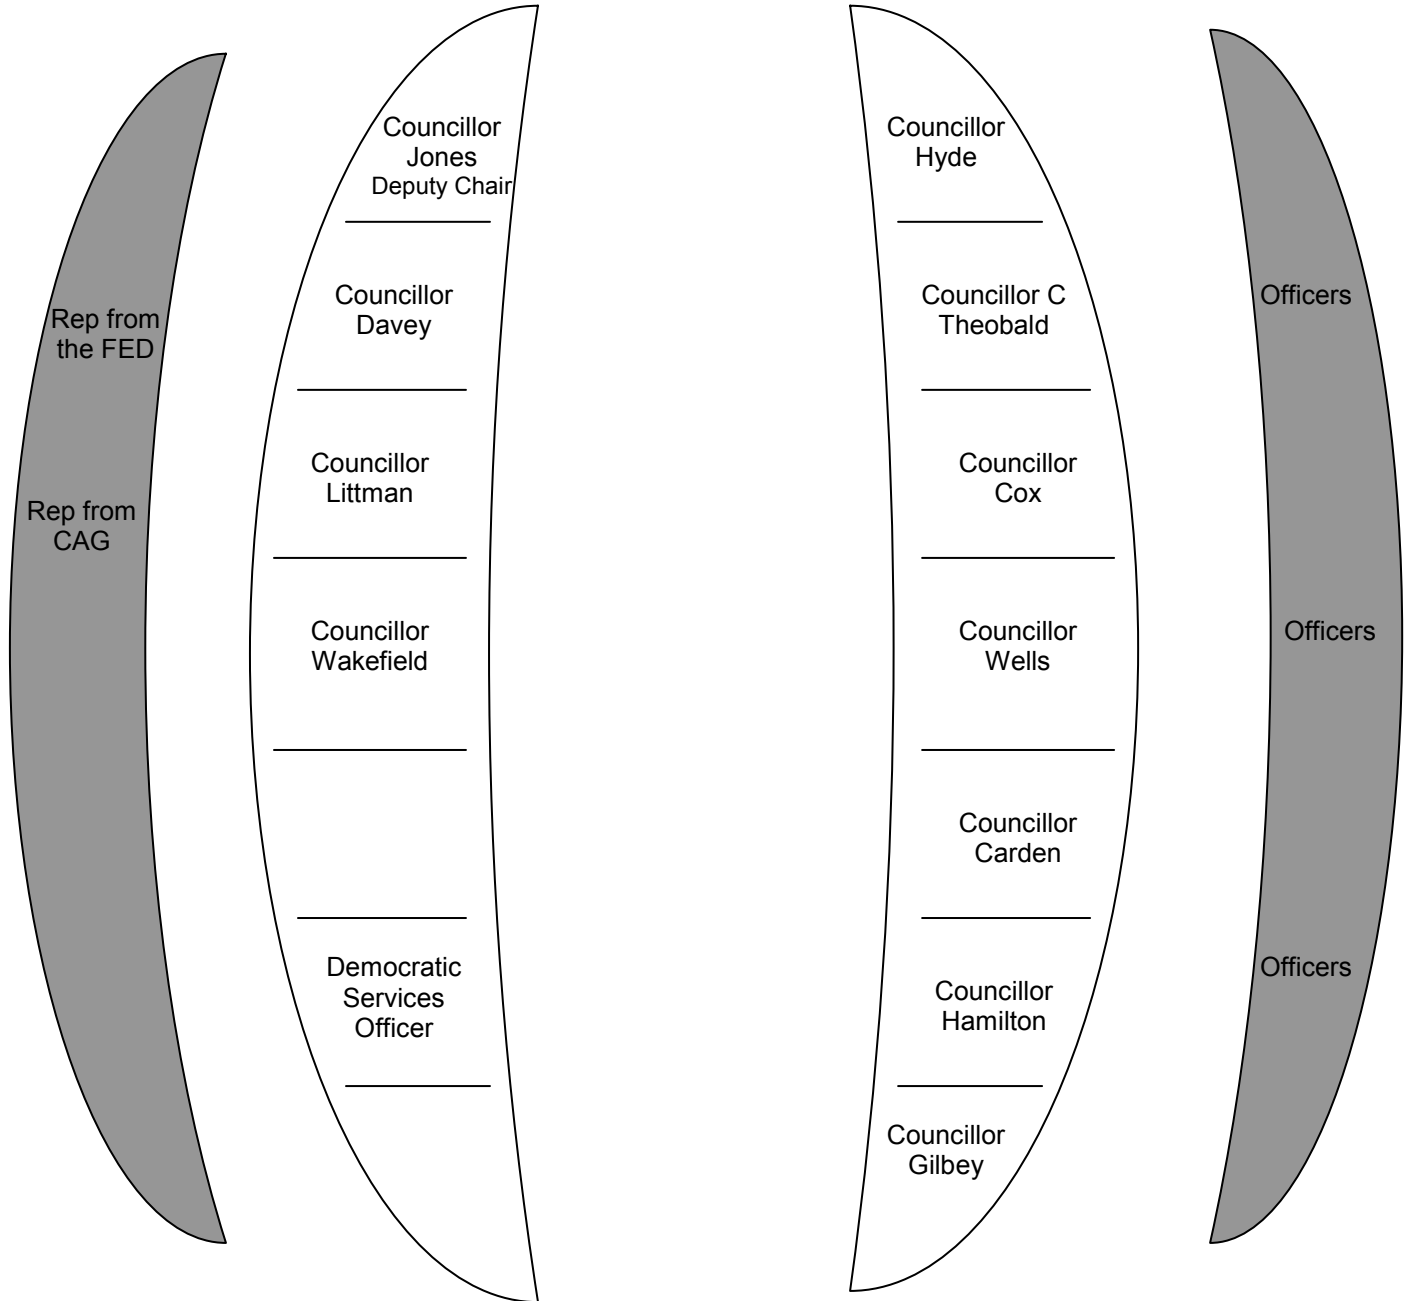 Rep from
the FED
Rep from
CAG
Councillor
Jones
Deputy Chair
Councillor
Davey
Councillor
Littman
Councillor
Wakefield
Democratic
Services
Officer
Councillor
Hyde
Councillor C
Theobald
Councillor
Cox
Councillor
Wells
Councillor
Carden
Councillor
Hamilton
Councillor
Gilbey
Officers
Officers
Officers